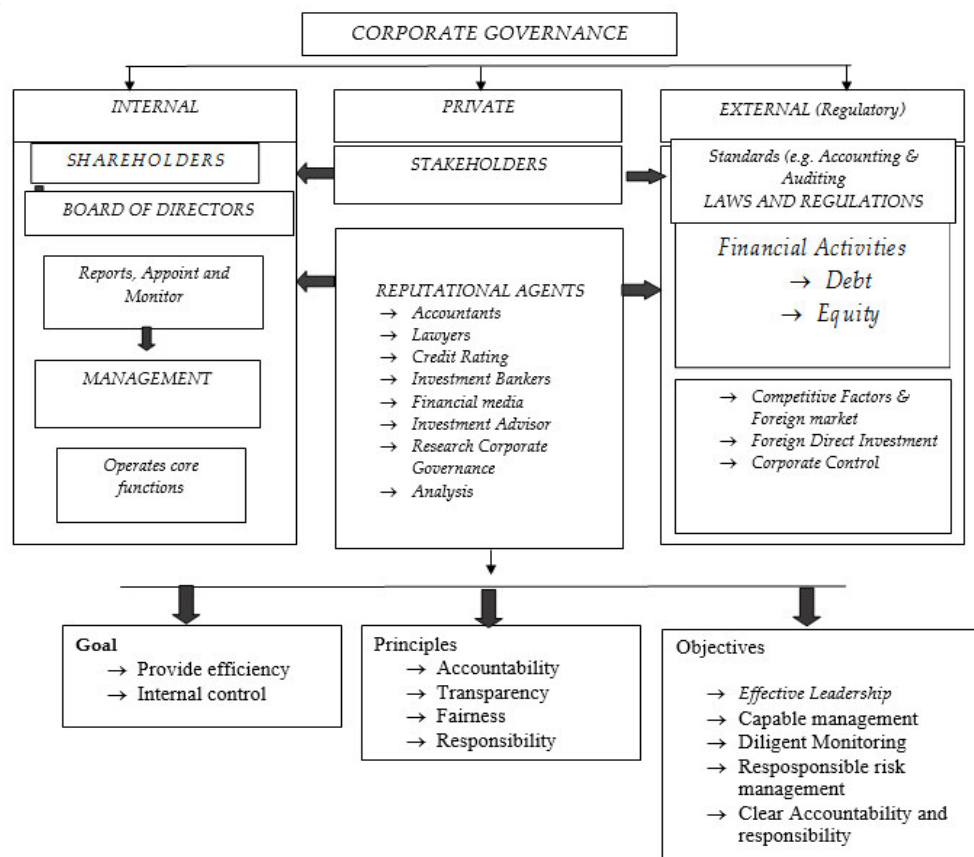 CORPORATE GOVERNANCE
INTERNAL
SHAREHOLDERS
BOARD OF DIRECTORS
Reports, Appoint and
Monitor
MANAGEMENT
Operates core
functions
PRIVATE
STAKEHOLDERS
REPUTATIONAL AGENTS
→ Accountants
→ Lawyers
→ Credit Rating
→ Investment Bankers
→ Financial media
→ Investment Advisor
→ Research Corporate
Governance
→ Analysis
EXTERNAL (Regulatory)
Standards (e.g. Accounting &
Auditing
LAWS AND REGULATIONS
Financial Activities
→ Debt
→ Equity
→ Competitive Factors &
Foreign market
→ Foreign Direct Investment
→ Corporate Control
Goal
→ Provide efficiency
→ Internal control
Principles
→ Accountability
→ Transparency
→ Fairness
→ Responsibility
Objectives
→ Effective Leadership
→ Capable management
→ Diligent Monitoring
→ Resposponsible risk
management
→ Clear Accountability and
responsibility